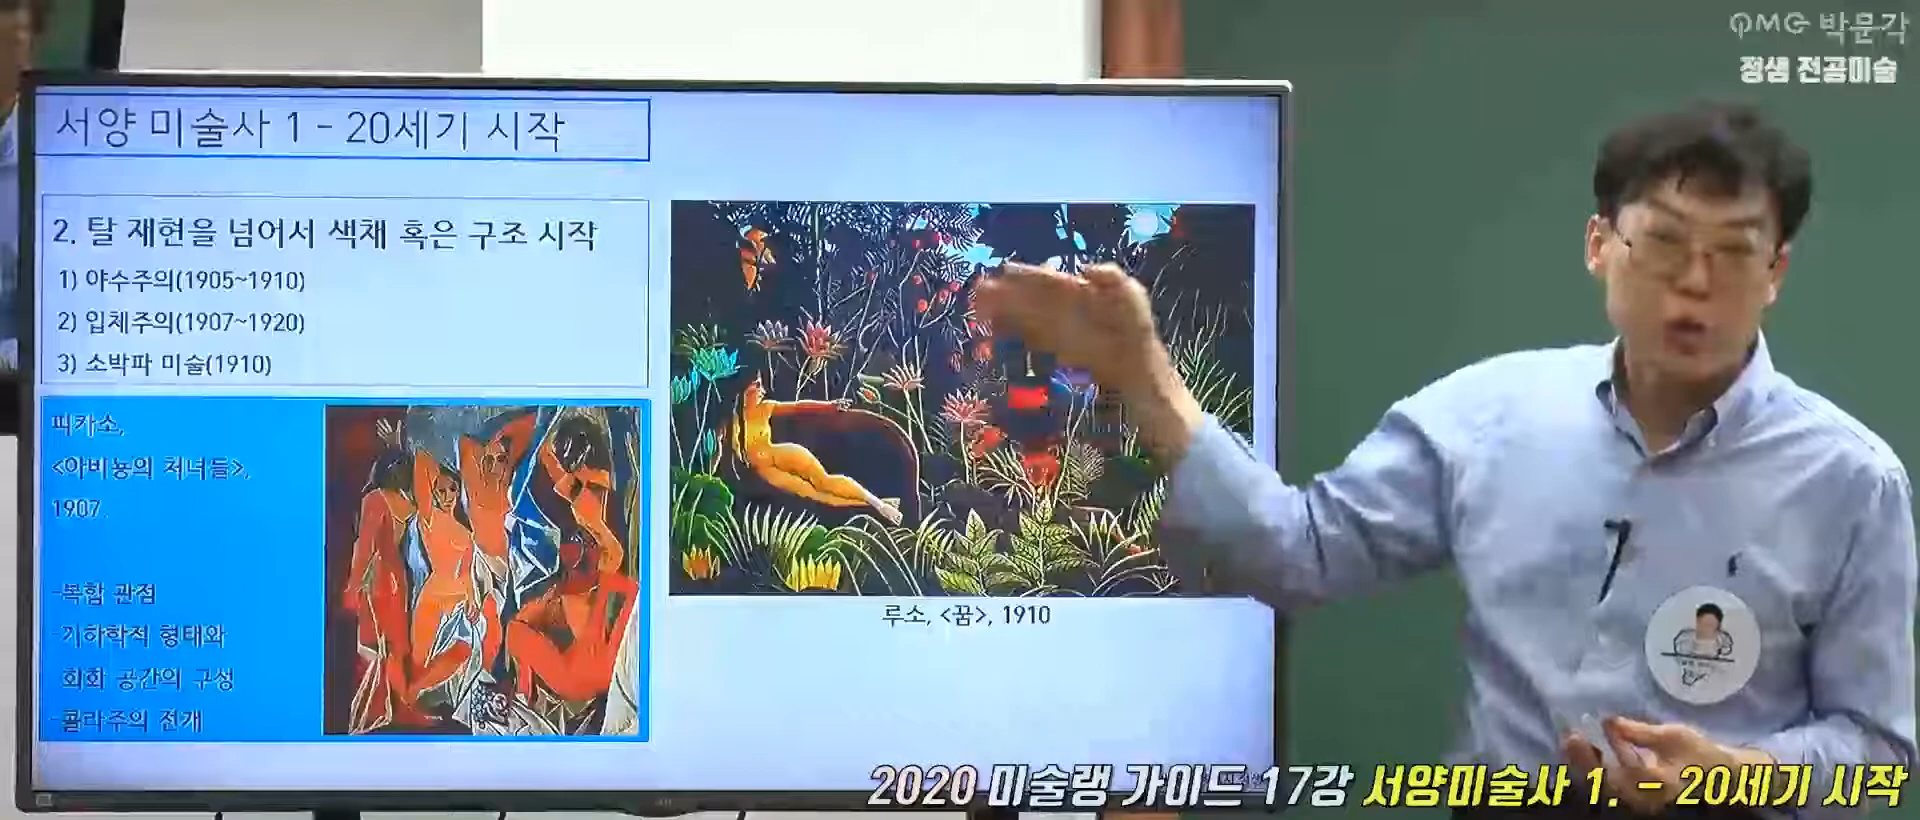 PMG 박문각
정샘 전공미술
서양 미술사 1 - 20세기 시작
2. 탈 재현을 넘어서 색채 혹은 구조 시작
1) 야수주의(1905~1910)
2) 입체주의(1907~1920)
3) 소박파 미술(1910)
피카소,
<아비뇽의 처녀들>,
1907
-복합 관점
-기하학적 형태와
회화 공간의 구성
-콜라주의 전개
루소, <꿈>, 1910
2020 미술랭 가이드 17강 서양미술사 1. - 20세기 시작